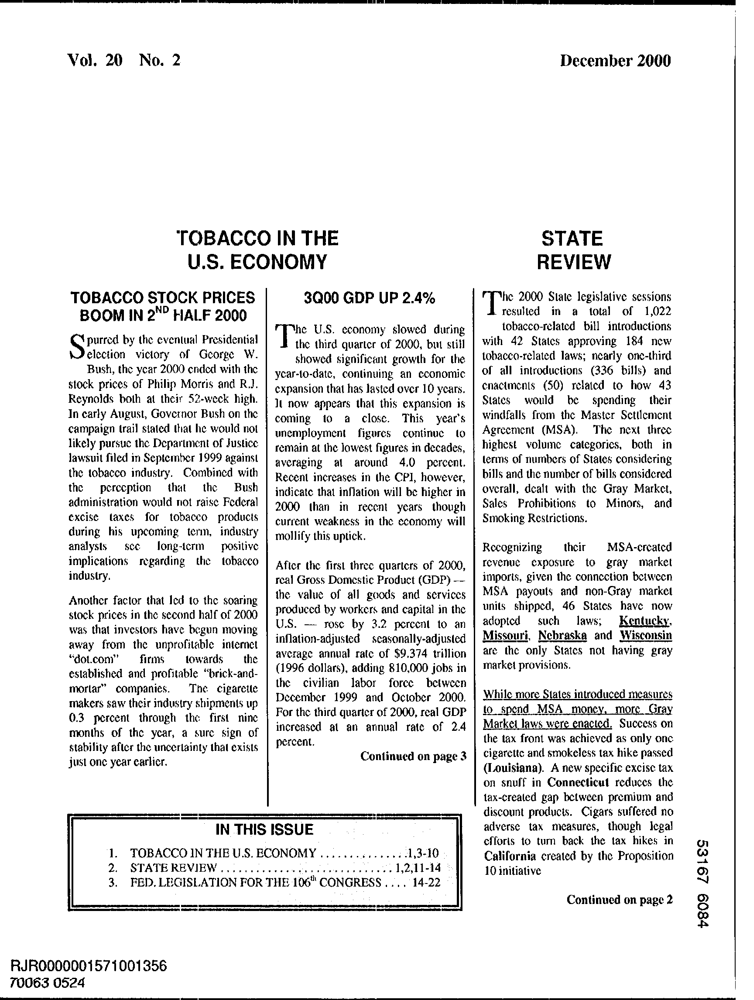 Vol. 20 No. 2
December 2000
TOBACCO IN THE
U.S. ECONOMY
TOBACCO STOCK PRICES
BOOM IN 2ND HALF 2000
Spurred by the eventual Presidential
election victory of George W.
Bush, the year 2000 ended with the
stock prices of Philip Morris and R.J.
Reynolds both at their 52-week high.
In early August, Governor Bush on the
campaign trail stated that he would not
likely pursue the Department of Justice
lawsuit filed in September 1999 against
the tobacco industry. Combined with
the perception that the Bush
administration would not raise Federal
excise taxes for tobacco products
during his upcoming term, industry
analysts see long-term positive
implications regarding the tobacco
industry.
Another factor that led to the soaring
stock prices in the second half of 2000
was that investors have begun moving
away from the unprofitable internet
"dot.com" firms towards the
established and profitable "brick-and-
mortar" companies. The cigarette
makers saw their industry shipments up
0.3 percent through the first nine
months of the year, a sure sign of
stability after the uncertainty that exists
just one year earlier.
3Q00 GDP UP 2.4%
The U.S. economy slowed during
the third quarter of 2000, but still
showed significant growth for the
year-to-date, continuing an economic
expansion that has lasted over 10 years.
It now appears that this expansion is
coming to a close. This year's
unemployment figures continue to
remain at the lowest figures in decades,
averaging at around 4.0 percent.
Recent increases in the CPI, however,
indicate that inflation will be higher in
2000 than in recent years though
current weakness in the economy will
mollify this uptick.
After the first three quarters of 2000,
real Gross Domestic Product (GDP) —
the value of all goods and services
produced by workers and capital in the
U.S. — rose by 3.2 percent to an
inflation-adjusted seasonally-adjusted
average annual rate of $9.374 trillion
(1996 dollars), adding 810,000 jobs in
the civilian labor force between
December 1999 and October 2000.
For the third quarter of 2000, real GDP
increased at an annual rate of 2.4
percent.
Continued on page 3
STATE
REVIEW
The 2000 State legislative sessions
resulted in a total of 1,022
tobacco-related bill introductions
with 42 States approving 184 new
tobacco-related laws; nearly one-third
of all introductions (336 bills) and
enactments (50) related to how 43
States would be spending their
windfalls from the Master Settlement
Agreement (MSA). The next three
highest volume categories, both in
terms of numbers of States considering
bills and the number of bills considered
overall, dealt with the Gray Market,
Sales Prohibitions to Minors, and
Smoking Restrictions.
Recognizing their MSA-created
revenue exposure to gray market
imports, given the connection between
MSA payouts and non-Gray market
units shipped, 46 States have now
adopted such laws; Kentucky,
Missouri, Nebraska and Wisconsin
are the only States not having gray
market provisions.
While more States introduced measures
to spend MSA money, more Gray
Market laws were enacted. Success on
the tax front was achieved as only one
cigarette and smokeless tax hike passed
(Louisiana). A new specific excise tax
on snuff in Connecticut reduces the
tax-created gap between premium and
discount products. Cigars suffered no
adverse tax measures, though legal
efforts to turn back the tax hikes in
California created by the Proposition
10 initiative
Continued on page 2
IN THIS ISSUE
1. TOBACCO IN THE U.S. ECONOMY ..............1,3-10
2. STATE REVIEW ............................1,2,11-14
3. FED. LEGISLATION FOR THE 106th CONGRESS .... 14-22
53167 6084
RJR0000001571001356
70063 0524